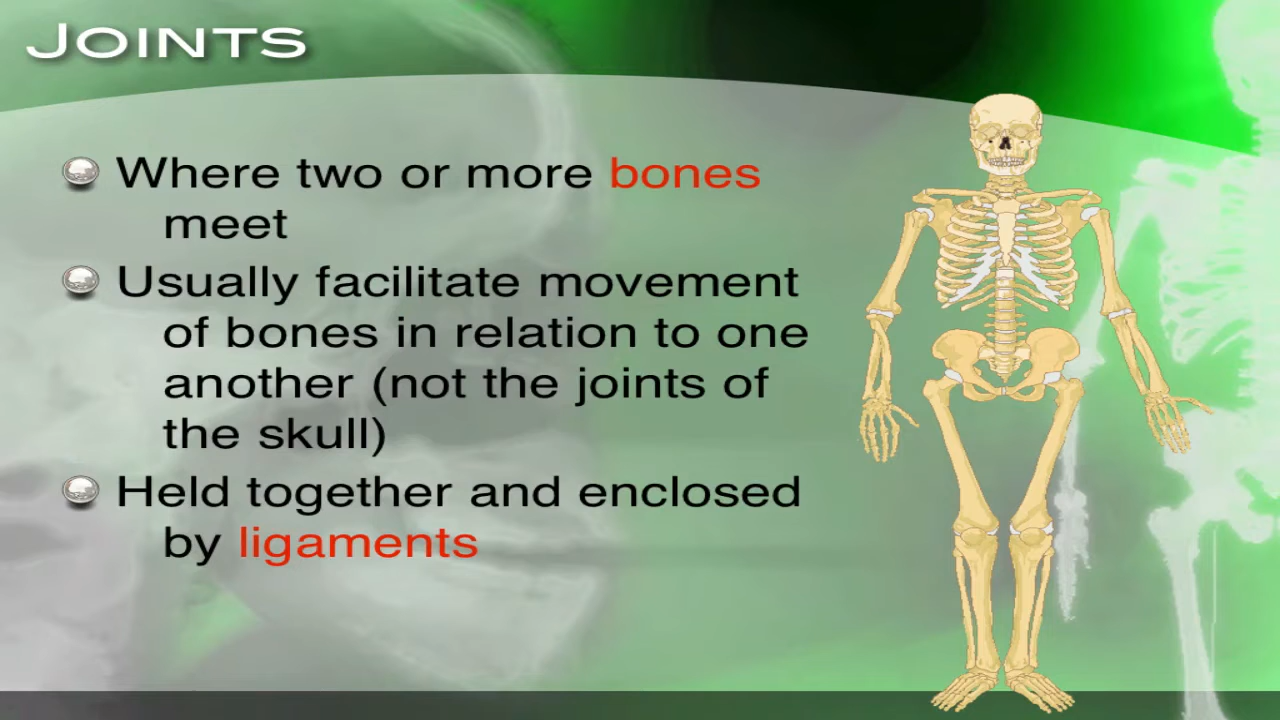 JOINTS
Where two or more bones
meet
Usually facilitate movement
of bones in relation to one
another (not the joints of
the skull)
Held together and enclosed
by ligaments